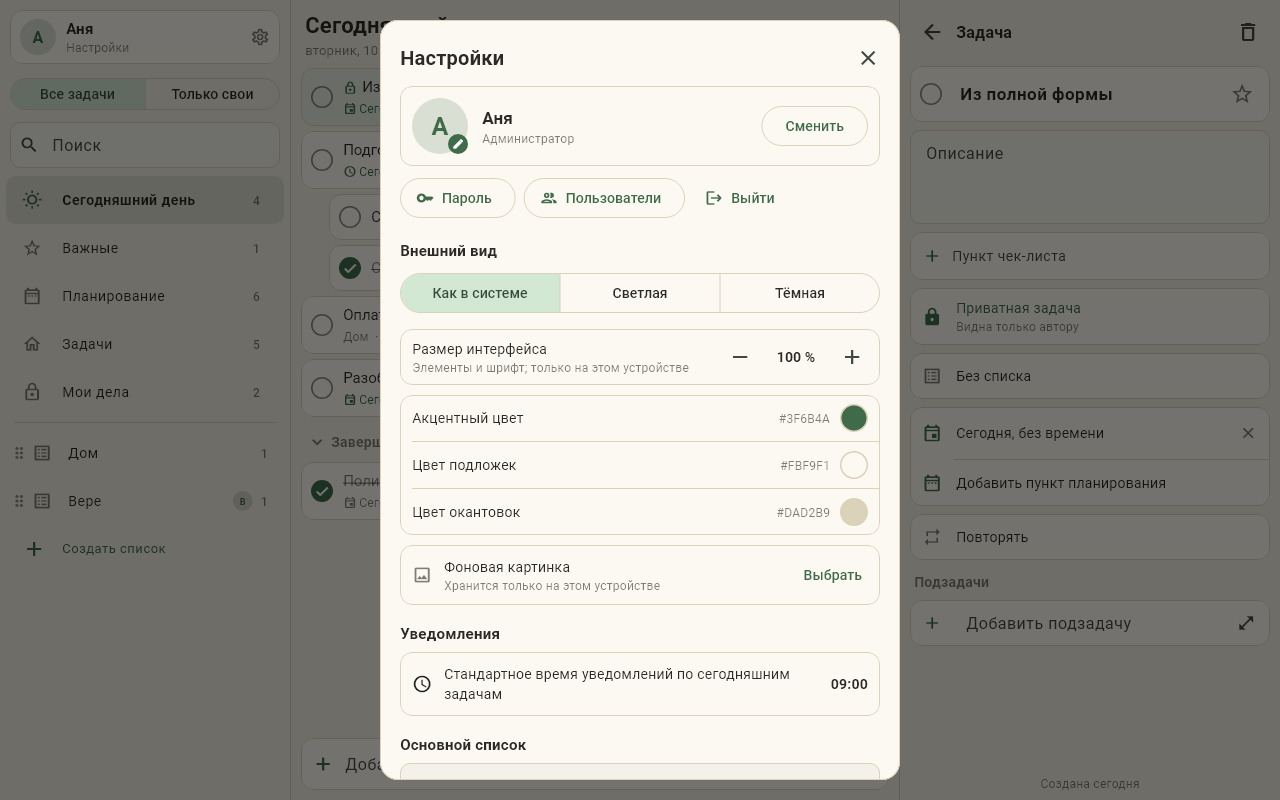 А
Аня
Настройки
Все задачи
Только свои
Поиск
Сегодняшний день
4
Важные
1
Планирование
6
Задачи
5
Мои дела
2
Дом
1
Вере
В
1
Создать список
вторник, 10
Дом ·
Настройки
А
Аня
Администратор
Сменить
Пароль
Пользователи
Выйти
Внешний вид
Как в системе
Светлая
Тёмная
Размер интерфейса
Элементы и шрифт; только на этом устройстве
100 %
Акцентный цвет
#3F6B4A
Цвет подложек
#FBF9F1
Цвет окантовок
#DAD2B9
Фоновая картинка
Хранится только на этом устройстве
Выбрать
Уведомления
Стандартное время уведомлений по сегодняшним
задачам
09:00
Основной список
Задача
Из полной формы
Описание
Пункт чек-листа
Приватная задача
Видна только автору
Без списка
Сегодня, без времени
Добавить пункт планирования
Повторять
Подзадачи
Добавить подзадачу
Создана сегодня